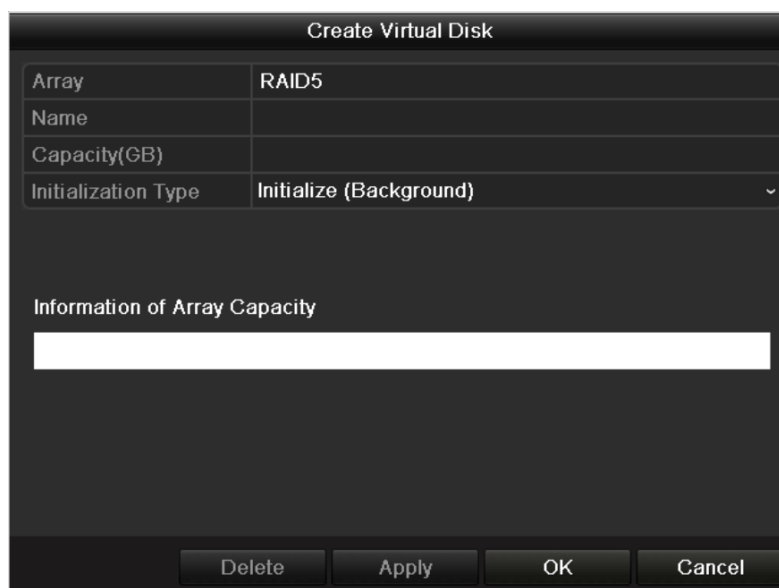 Create Virtual Disk
Array RAID5
Name
Capacity(GB)
Initialization Type Initialize (Background)
Information of Array Capacity
Delete Apply OK Cancel